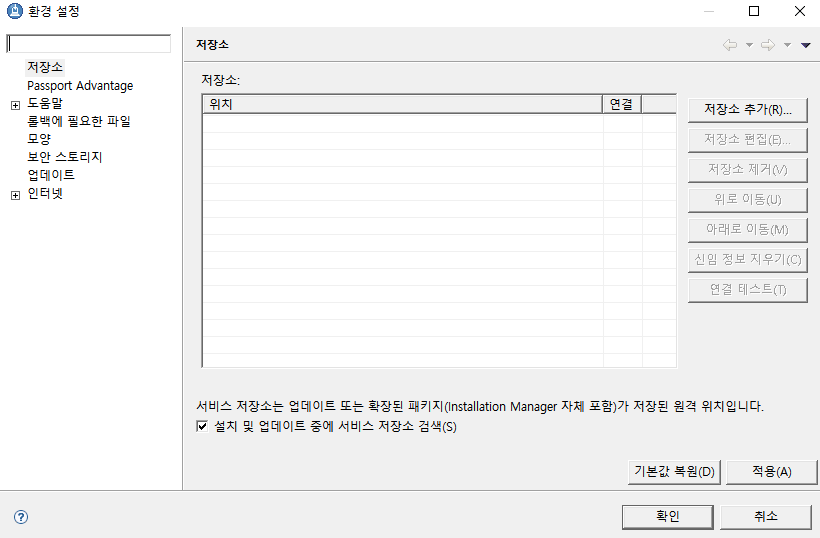 환경 설정
저장소
Passport Advantage
도움말
롤백에 필요한 파일
모양
보안 스토리지
업데이트
인터넷
저장소
저장소:
위치 연결
저장소 추가(R)...
저장소 편집(E)...
저장소 제거(V)
위로 이동(U)
아래로 이동(M)
신임 정보 지우기(C)
연결 테스트(T)
서비스 저장소는 업데이트 또는 확장된 패키지(Installation Manager 자체 포함)가 저장된 원격 위치입니다.
설치 및 업데이트 중에 서비스 저장소 검색(S)
기본값 복원(D) 적용(A)
확인 취소